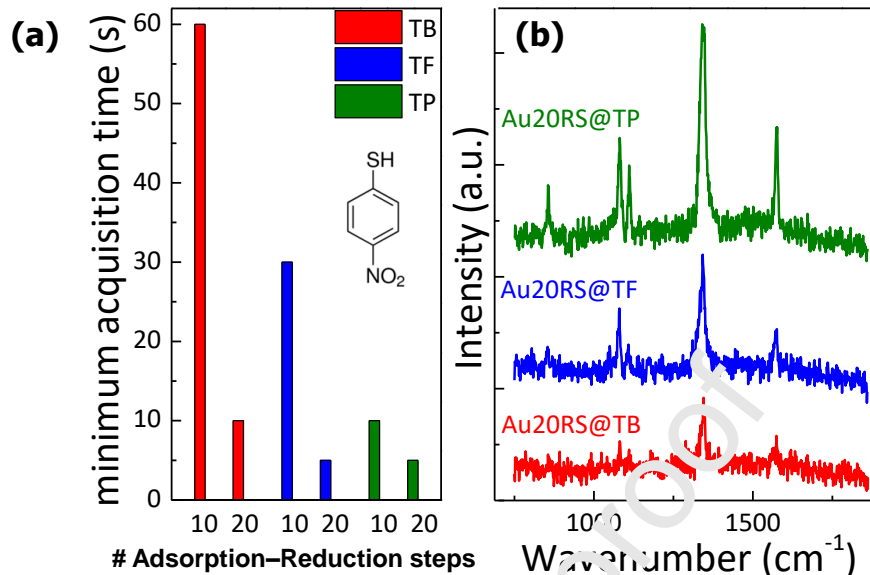 (a)
minimum acquisition time (s)
60
50
40
30
20
10
0
TB
TF
TP
SH
NO2
10 20 10 20 10 20
# Adsorption–Reduction steps
(b)
Intensity (a.u.)
Au20RS@TP
Au20RS@TF
Au20RS@TB
1000 1500
Wavenumber (cm-1)
proof